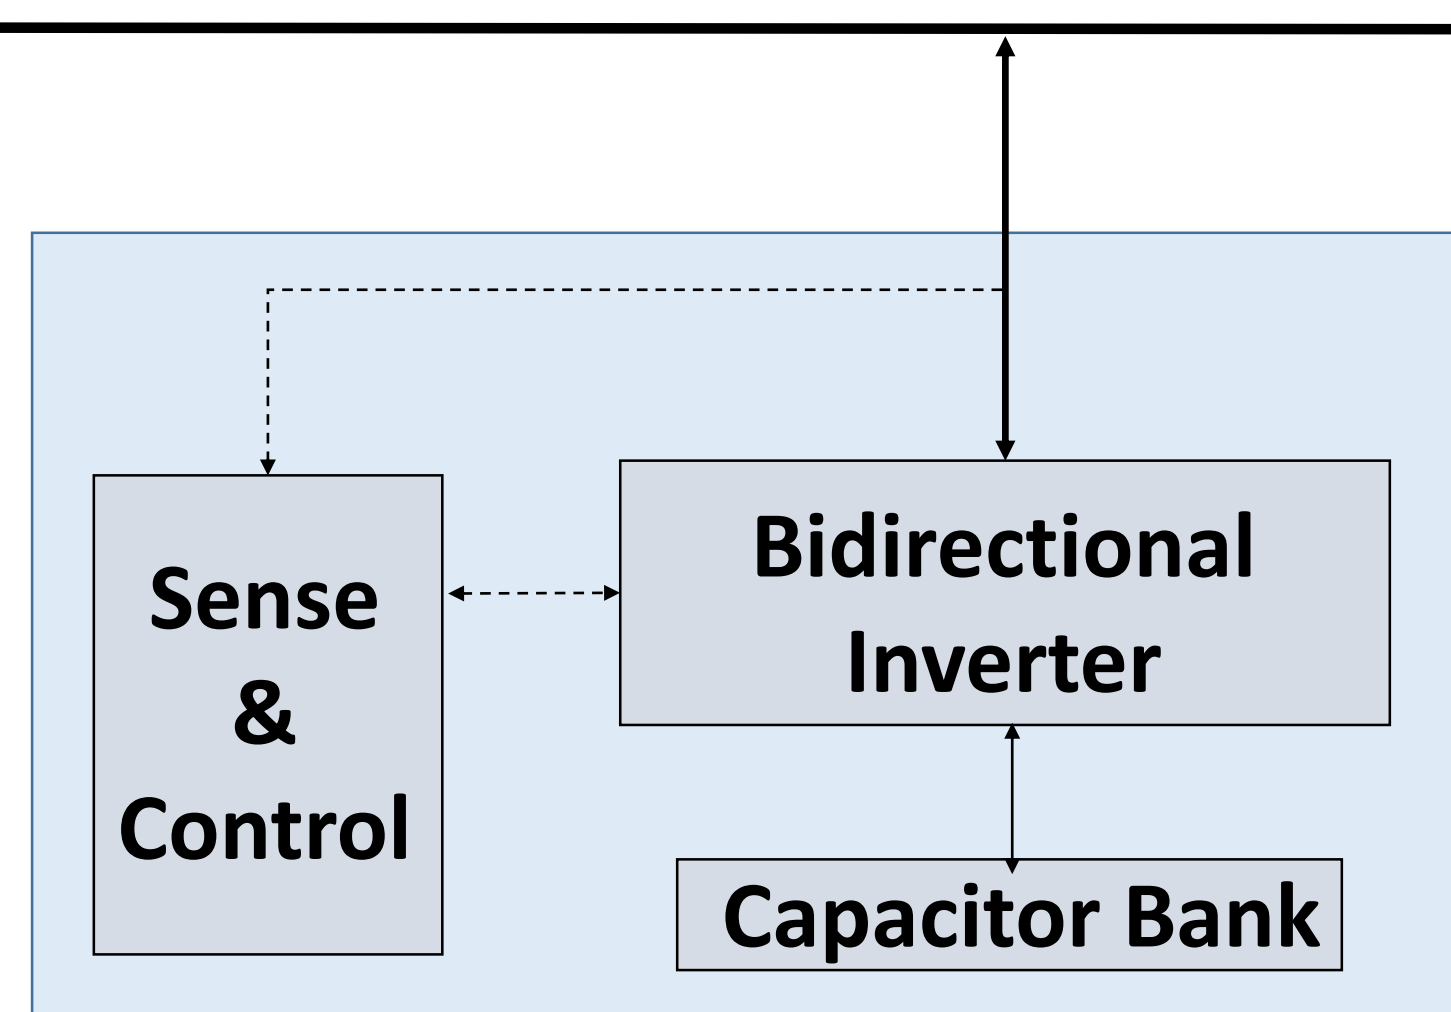 Sense
&
Control
Bidirectional
Inverter
Capacitor Bank